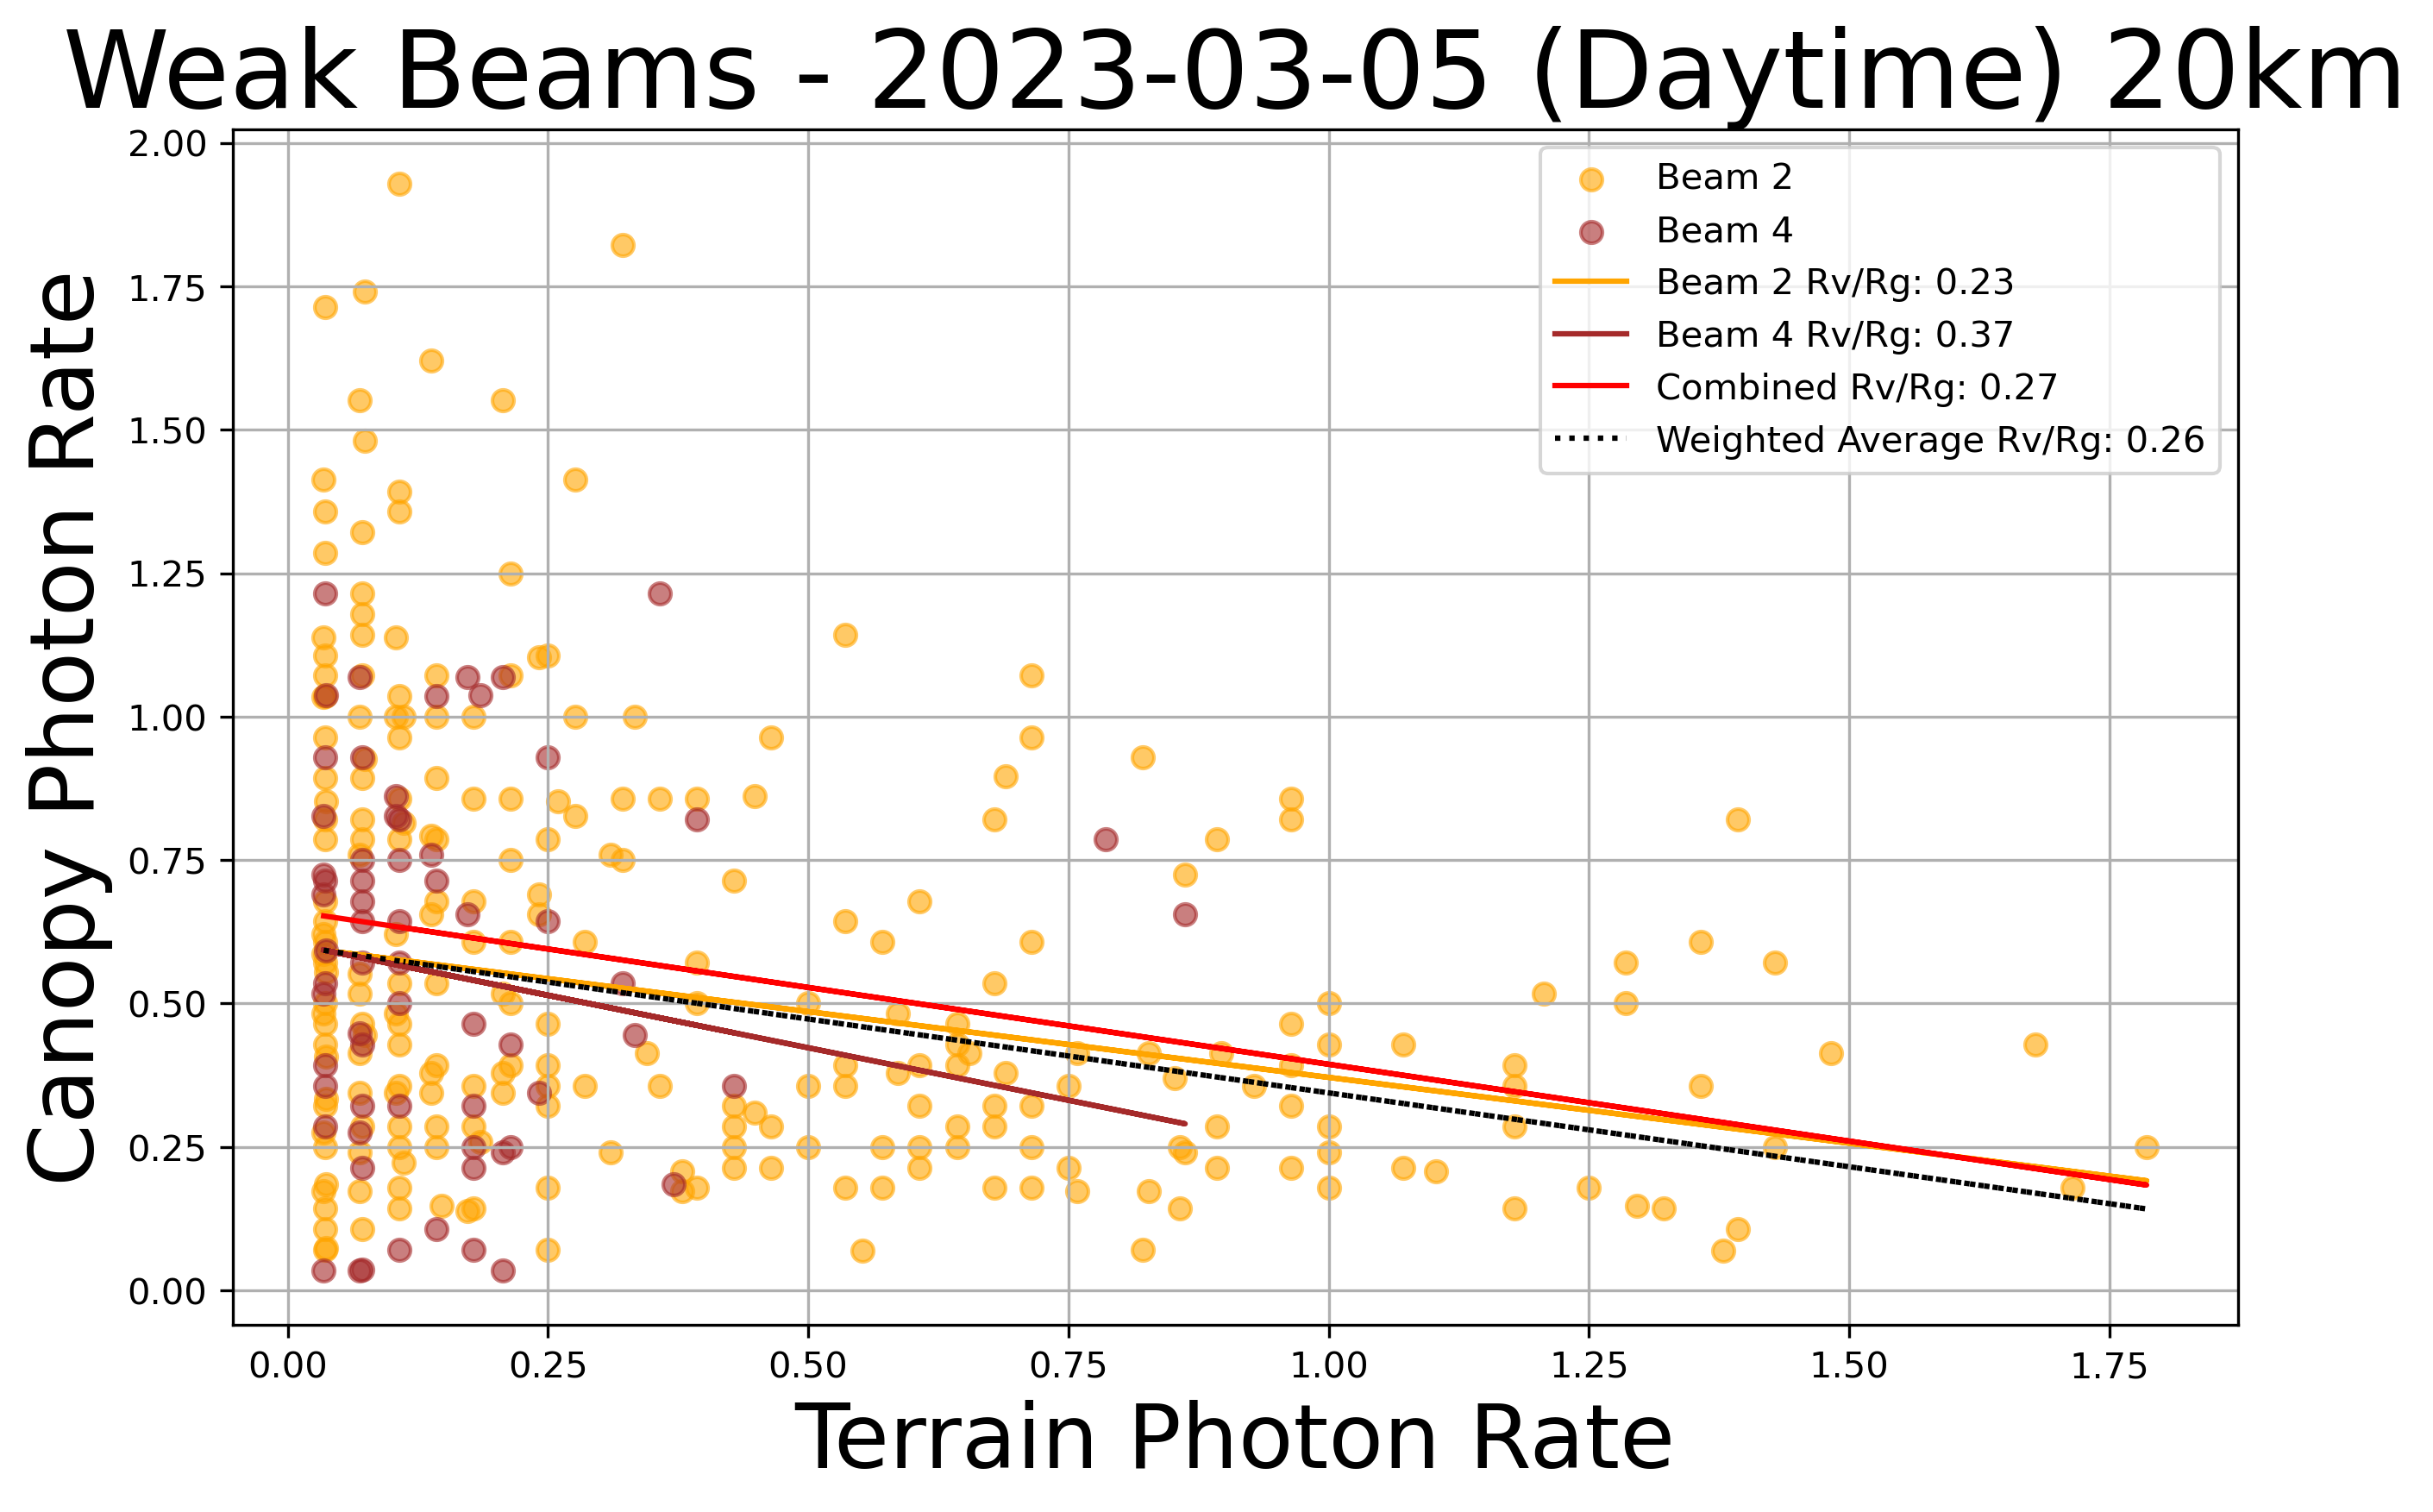 Weak Beams - 2023-03-05 (Daytime) 20km
Canopy Photon Rate
2.00
1.75
1.50
1.25
1.00
0.75
0.50
0.25
0.00
Beam 2
Beam 4
Beam 2 Rv/Rg: 0.23
Beam 4 Rv/Rg: 0.37
Combined Rv/Rg: 0.27
Weighted Average Rv/Rg: 0.26
0.00 0.25 0.50 0.75 1.00 1.25 1.50 1.75
Terrain Photon Rate